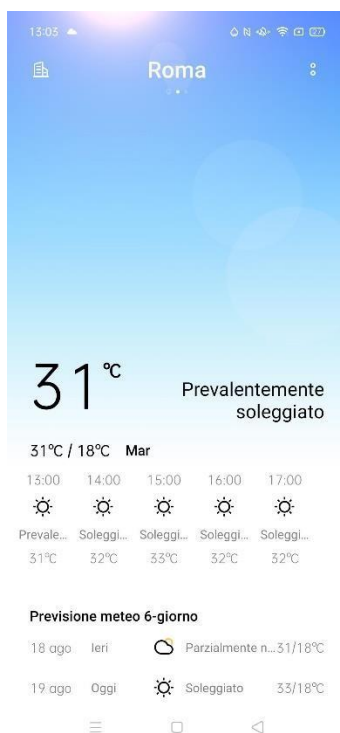 13:03 27
Roma
31℃
Prevalentemente
soleggiato
31℃ / 18℃ Mar
13:00 14:00 15:00 16:00 17:00
Prevale... Soleggi... Soleggi... Soleggi... Soleggi...
31℃ 32℃ 33℃ 32℃ 32℃
Previsione meteo 6-giorno
18 ago Ieri Parzialmente n...31/18℃
19 ago Oggi Soleggiato 33/18℃